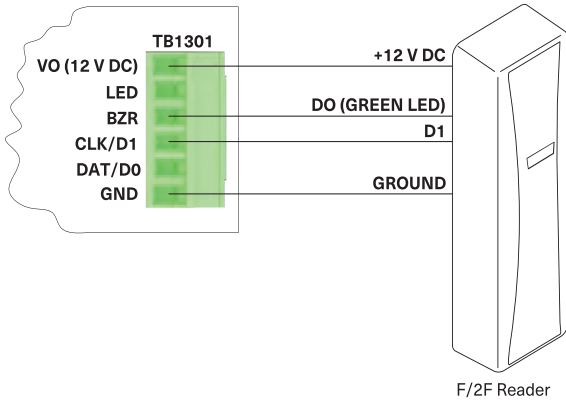 TB1301
VO (12 V DC)
+12 V DC
LED
BZR
DO (GREEN LED)
CLK/D1
D1
DAT/D0
GND
GROUND
F/2F Reader